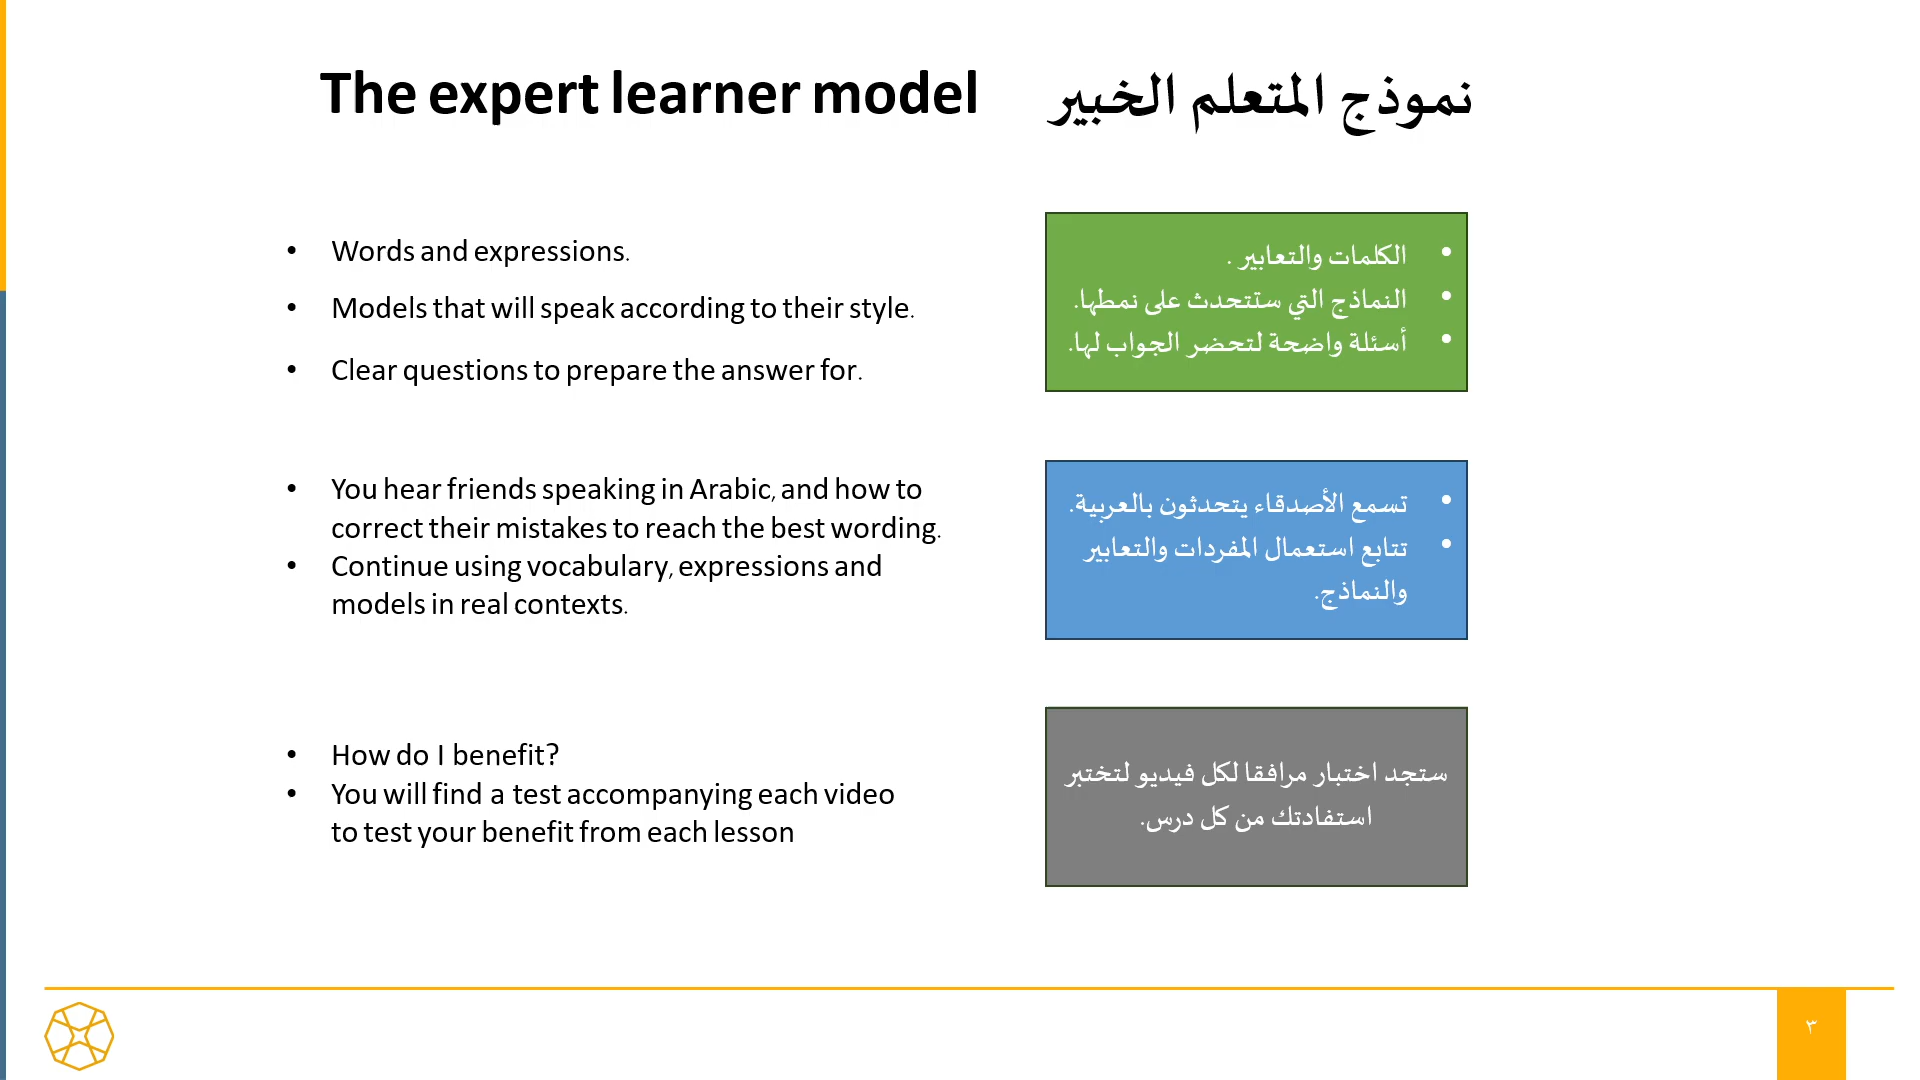 The expert learner model
نموذج المتعلم الخبير
• Words and expressions.
• Models that will speak according to their style.
• Clear questions to prepare the answer for.
• الكلمات والتعابير .
• النماذج التي ستتحدث على نمطها.
• أسئلة واضحة لتحضر الجواب لها.
• You hear friends speaking in Arabic, and how to
correct their mistakes to reach the best wording.
• Continue using vocabulary, expressions and
models in real contexts.
• تسمع الأصدقاء يتحدثون بالعربية.
• تتابع استعمال المفردات والتعابير
والنماذج.
• How do I benefit?
• You will find a test accompanying each video
to test your benefit from each lesson
ستجد اختبار مرافقا لكل فيديو لتختبر
استفادتك من كل درس.
٣